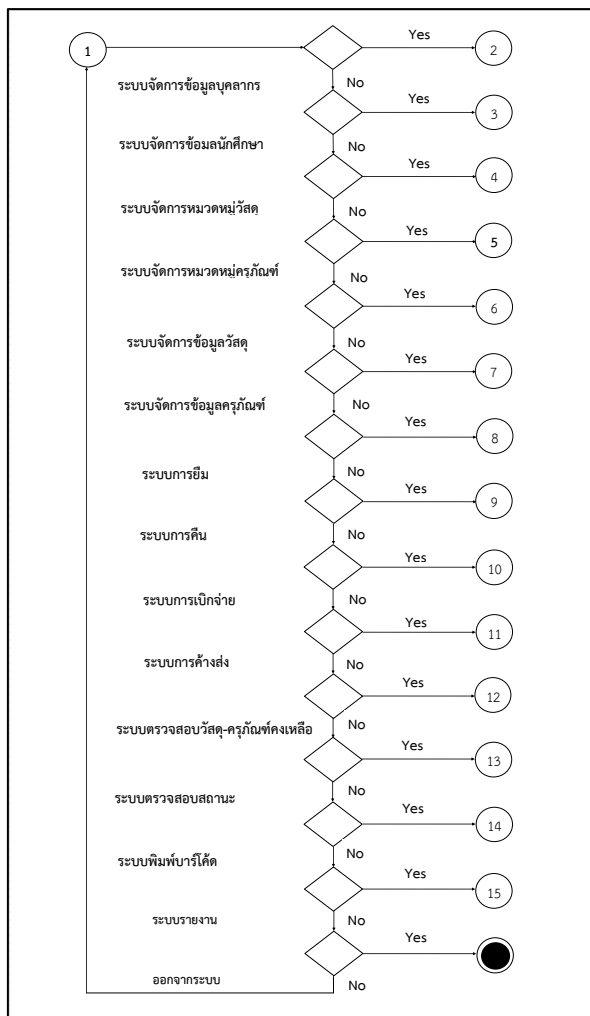 1 Yes 2
No
ระบบจัดการข้อมูลบุคลากร
Yes 3
No
ระบบจัดการข้อมลนักศึกษา
Yes 4
No
ระบบจัดการหมวดหมู่วัสดุ
Yes 5
No
ระบบจัดการหมวดหมู่ครุภัณฑ์
Yes 6
No
ระบบจัดการข้อมูลวัสดุ
Yes 7
No
ระบบจัดการข้อมูลครุภัณฑ์
Yes 8
No
ระบบการยืม
Yes 9
No
ระบบการคืน
Yes 10
No
ระบบการเบิกจ่าย
Yes 11
No
ระบบการค้างส่ง
Yes 12
No
ระบบตรวจสอบวัสดุ-ครุภัณฑ์คงเหลือ
Yes 13
No
ระบบตรวจสอบสถานะ
Yes 14
No
ระบบพิมพ์บาร์โค้ด
Yes 15
No
ระบบรายงาน
Yes
ออกจากระบบ
No